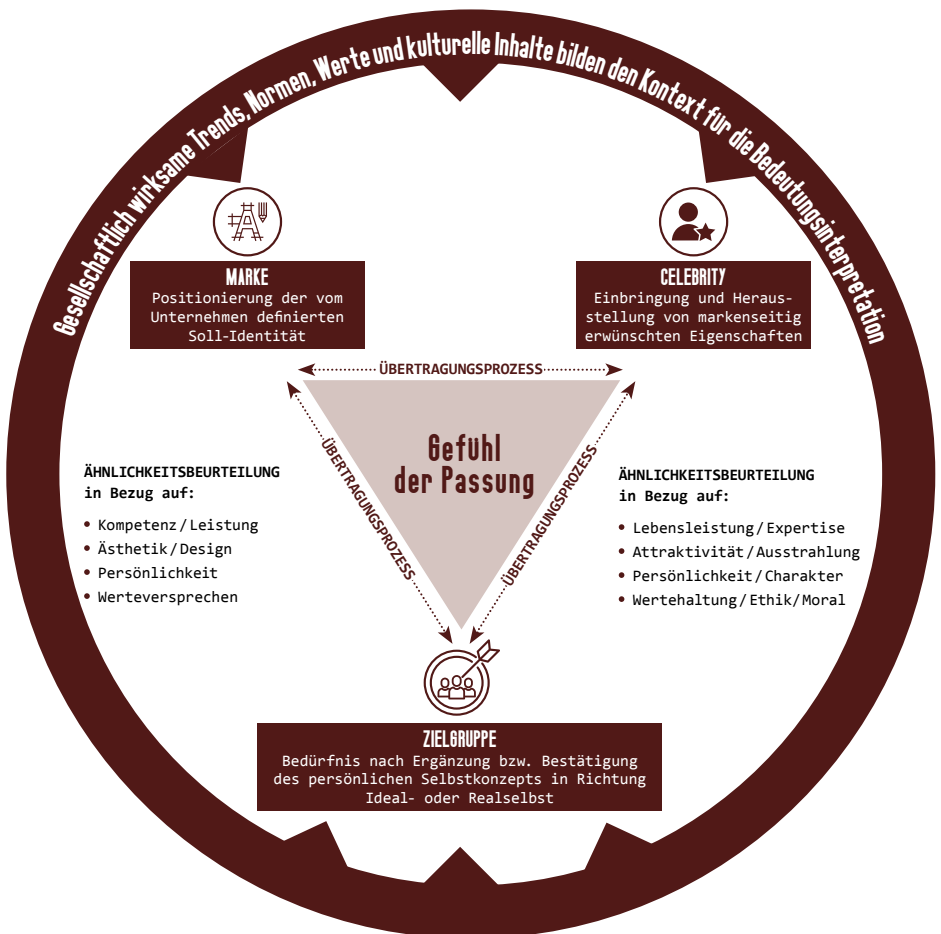 Gesellschaftlich wirksame Trends, Normen, Werte und kulturelle Inhalte bilden den Kontext für die Bedeutungsinterpretation
MARKE
Positionierung der vom
Unternehmen definierten
Soll-Identität
CELEBRITY
Einbringung und Heraus-
stellung von markenseitig
erwünschten Eigenschaften
ÜBERTRAGUNGSPROZESS
ÜBERTRAGUNGSPROZESS
ÜBERTRAGUNGSPROZESS
Gefühl
der Passung
ÄHNLICHKEITSBEURTEILUNG
in Bezug auf:
• Kompetenz/Leistung
• Ästhetik/Design
• Persönlichkeit
• Werteversprechen
ÄHNLICHKEITSBEURTEILUNG
in Bezug auf:
• Lebensleistung/Expertise
• Attraktivität/Ausstrahlung
• Persönlichkeit/Charakter
• Wertehaltung/Ethik/Moral
ZIELGRUPPE
Bedürfnis nach Ergänzung bzw. Bestätigung
des persönlichen Selbstkonzepts in Richtung
Ideal- oder Realselbst